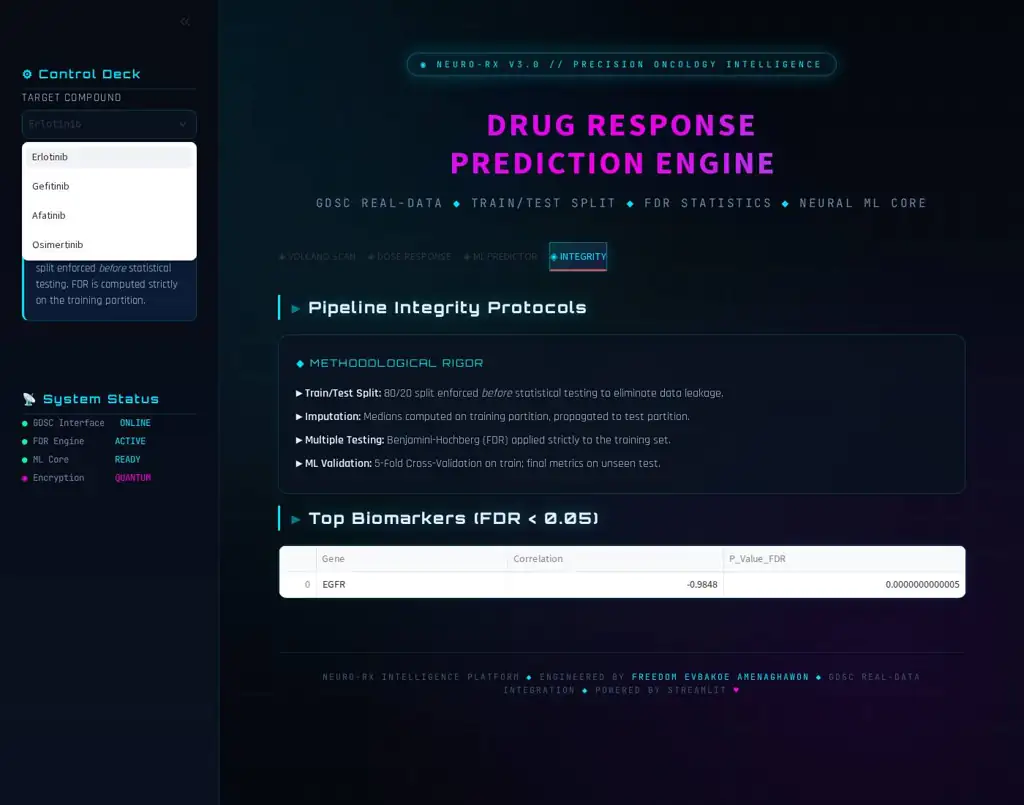 «
⚙ Control Deck
TARGET COMPOUND
Erlotinib
Erlotinib
Gefitinib
Afatinib
Osimertinib
split enforced before statistical
testing. FDR is computed strictly
on the training partition.
📡 System Status
● GDSC Interface ONLINE
● FDR Engine ACTIVE
● ML Core READY
● Encryption QUANTUM
◉ NEURO-RX V3.0 // PRECISION ONCOLOGY INTELLIGENCE
DRUG RESPONSE
PREDICTION ENGINE
GDSC REAL-DATA ◆ TRAIN/TEST SPLIT ◆ FDR STATISTICS ◆ NEURAL ML CORE
◈ VOLCANO SCAN ◈ DOSE RESPONSE ◈ ML PREDICTOR ◈ INTEGRITY
▶ Pipeline Integrity Protocols
◆ METHODOLOGICAL RIGOR
► Train/Test Split: 80/20 split enforced before statistical testing to eliminate data leakage.
► Imputation: Medians computed on training partition, propagated to test partition.
► Multiple Testing: Benjamini-Hochberg (FDR) applied strictly to the training set.
► ML Validation: 5-Fold Cross-Validation on train; final metrics on unseen test.
▶ Top Biomarkers (FDR < 0.05)
Gene Correlation P_Value_FDR
0 EGFR -0.9848 0.0000000000005
NEURO-RX INTELLIGENCE PLATFORM ◆ ENGINEERED BY FREEDOM EVBAKOE AMENAGHAWON ◆ GDSC REAL-DATA
INTEGRATION ◆ POWERED BY STREAMLIT ♥